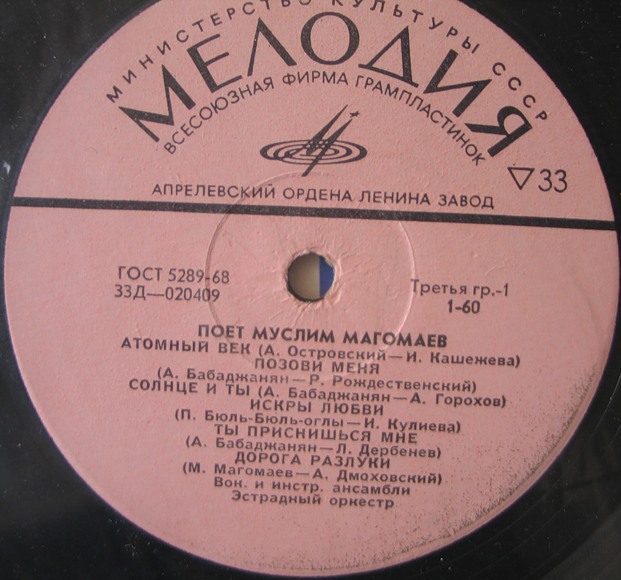 МИНИСТЕРСТВО КУЛЬТУРЫ СССР
МЕЛОДИЯ
ВСЕСОЮЗНАЯ ФИРМА ГРАМПЛАСТИНОК
33
АПРЕЛЕВСКИЙ ОРДЕНА ЛЕНИНА ЗАВОД
ГОСТ 5289-68
33Д—020409
Третья гр.-1
1-60
ПОЕТ МУСЛИМ МАГОМАЕВ
АТОМНЫЙ ВЕК (А. Островский—И. Кашежева)
ПОЗОВИ МЕНЯ
(А. Бабаджанян—Р. Рождественский)
СОЛНЦЕ И ТЫ (А. Бабаджанян—А. Горохов)
ИСКРЫ ЛЮБВИ
(П. Бюль-Бюль-оглы—И. Кулиева)
ТЫ ПРИСНИШЬСЯ МНЕ
(А. Бабаджанян—Л. Дербенев)
ДОРОГА РАЗЛУКИ
(М. Магомаев—А. Дмоховский)
Вок. и инстр. ансамбли
Эстрадный оркестр